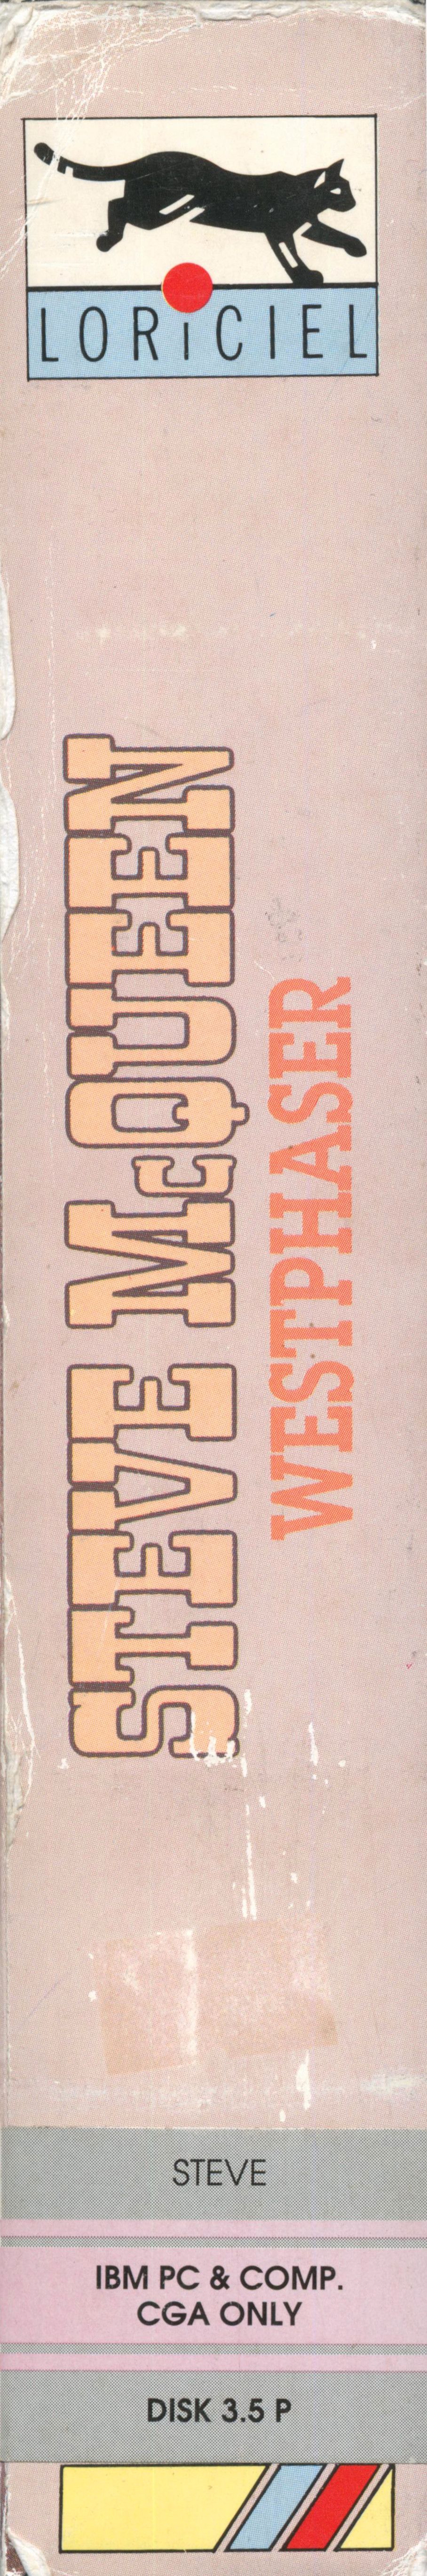 LORiCIEL
STEVE McQUEEN
WESTPHASER
STEVE
IBM PC & COMP.
CGA ONLY
DISK 3.5 P